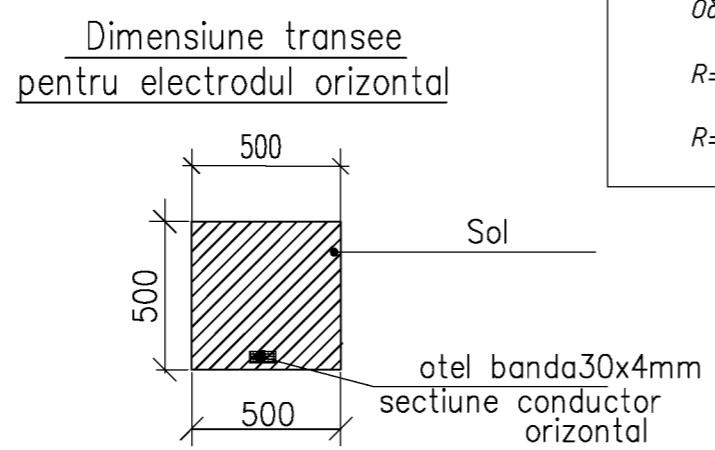 Dimensiune transee
pentru electrodul orizontal
R=
R=
500
500
Sol
500
otel banda30x4mm
sectiune conductor
orizontal